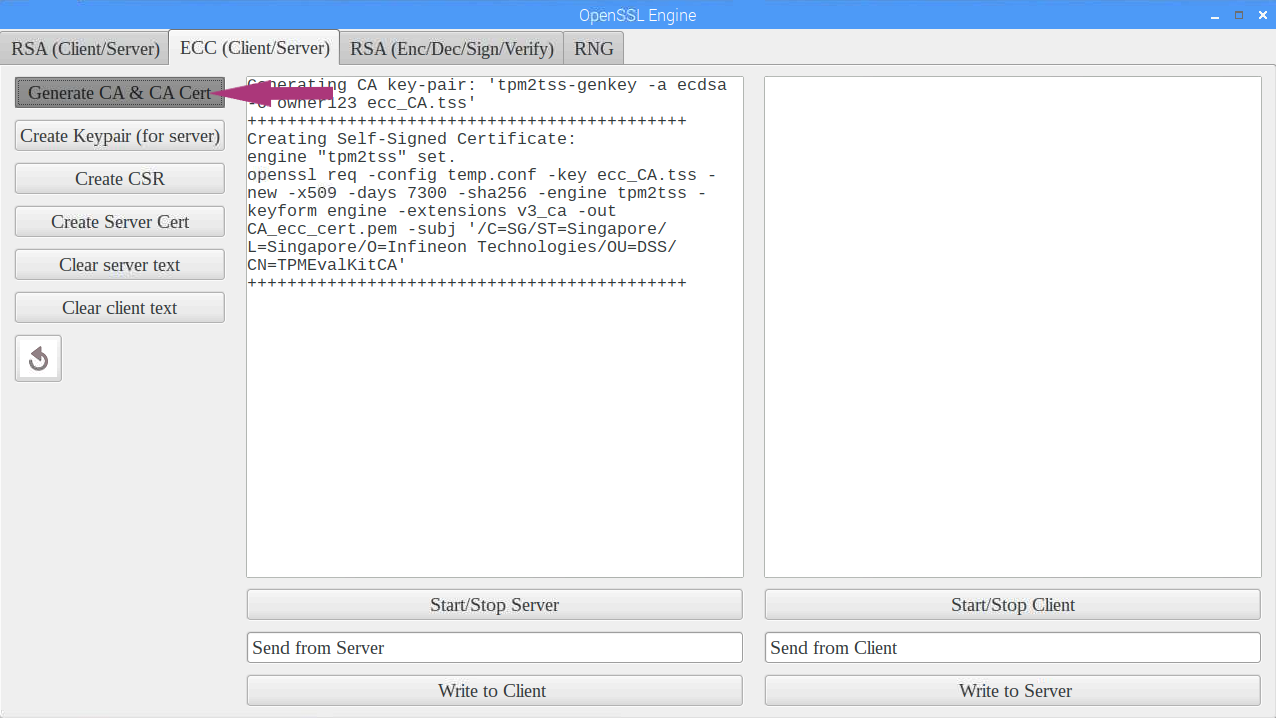 OpenSSL Engine
RSA (Client/Server)
ECC (Client/Server)
RSA (Enc/Dec/Sign/Verify)
RNG
Generate CA & CA Cert
Create Keypair (for server)
Create CSR
Create Server Cert
Clear server text
Clear client text
Generating CA key-pair: 'tpm2tss-genkey -a ecdsa
owner123 ecc_CA.tss'
++++++++++++++++++++++++++++++++++++++++++++
Creating Self-Signed Certificate:
engine "tpm2tss" set.
openssl req -config temp.conf -key ecc_CA.tss -
new -x509 -days 7300 -sha256 -engine tpm2tss -
keyform engine -extensions v3_ca -out
CA_ecc_cert.pem -subj '/C=SG/ST=Singapore/
L=Singapore/O=Infineon Technologies/OU=DSS/
CN=TPMEvalKitCA'
++++++++++++++++++++++++++++++++++++++++++++
Start/Stop Server
Send from Server
Write to Client
Start/Stop Client
Send from Client
Write to Server